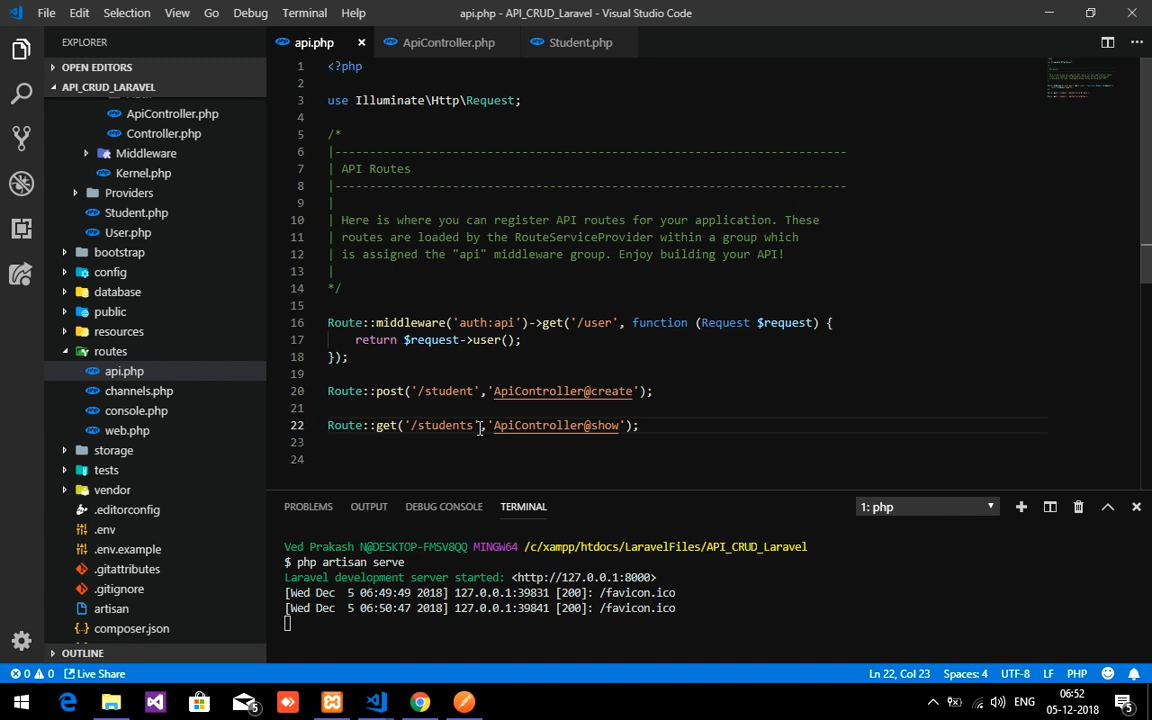 File Edit Selection View Go Debug Terminal Help
api.php - API_CRUD_Laravel - Visual Studio Code
EXPLORER
OPEN EDITORS
API_CRUD_LARAVEL
ApiController.php
Controller.php
Middleware
Kernel.php
Providers
Student.php
User.php
bootstrap
config
database
public
resources
routes
api.php
channels.php
console.php
web.php
storage
tests
vendor
.editorconfig
.env
.env.example
.gitattributes
.gitignore
artisan
composer.json
OUTLINE
api.php ApiController.php Student.php
1 <?php
2
3 use Illuminate\Http\Request;
4
5 /*
6 |--------------------------------------------------------------------------
7 | API Routes
8 |--------------------------------------------------------------------------
9 |
10 | Here is where you can register API routes for your application. These
11 | routes are loaded by the RouteServiceProvider within a group which
12 | is assigned the "api" middleware group. Enjoy building your API!
13 |
14 */
15
16 Route::middleware('auth:api')->get('/user', function (Request $request) {
17 return $request->user();
18 });
19
20 Route::post('/student','ApiController@create');
21
22 Route::get('/students','ApiController@show');
23
24
PROBLEMS OUTPUT DEBUG CONSOLE TERMINAL 1: php
Ved Prakash N@DESKTOP-FMSV8QQ MINGW64 /c/xampp/htdocs/LaravelFiles/API_CRUD_Laravel
$ php artisan serve
Laravel development server started: <http://127.0.0.1:8000>
[Wed Dec  5 06:49:49 2018] 127.0.0.1:39831 [200]: /favicon.ico
[Wed Dec  5 06:50:47 2018] 127.0.0.1:39841 [200]: /favicon.ico
0 0 Live Share Ln 22, Col 23 Spaces: 4 UTF-8 LF PHP
5 ENG 06:52 5
05-12-2018